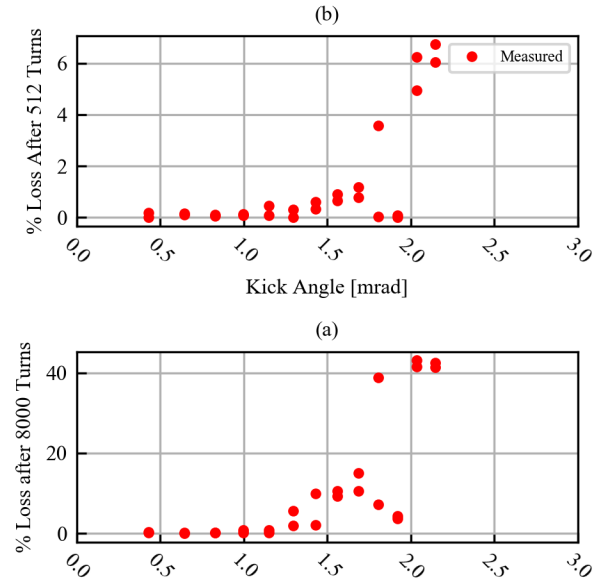 (b)
% Loss After 512 Turns
6
4
2
0
Measured
0.0 0.5 1.0 1.5 2.0 2.5 3.0
Kick Angle [mrad]
(a)
% Loss after 8000 Turns
40
20
0
0.0 0.5 1.0 1.5 2.0 2.5 3.0